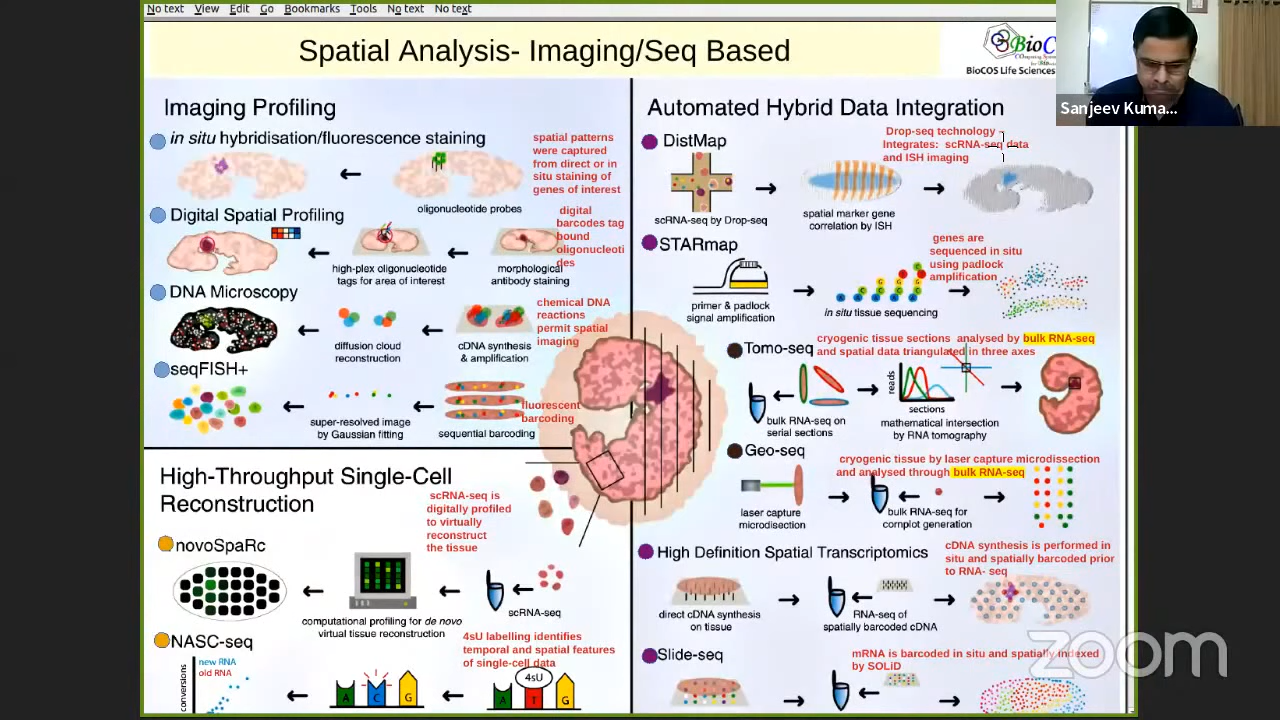 No text View Edit Go Bookmarks Tools No text No text
Spatial Analysis- Imaging/Seq Based
BioC
BioCOS Life Sciences
Sanjeev Kuma...
Imaging Profiling
in situ hybridisation/fluorescence staining
oligonucleotide probes
spatial patterns
were captured
from direct or in
situ staining of
genes of interest
Digital Spatial Profiling
high-plex oligonucleotide
tags for area of interest
morphological
antibody staining
digital
barcodes tag
bound
oligonucleoti
des
DNA Microscopy
diffusion cloud
reconstruction
cDNA synthesis
& amplification
chemical DNA
reactions
permit spatial
imaging
seqFISH+
super-resolved image
by Gaussian fitting
sequential barcoding
fluorescent
barcoding
High-Throughput Single-Cell
Reconstruction
scRNA-seq is
digitally profiled
to virtually
reconstruct
the tissue
novoSpaRc
computational profiling for de novo
virtual tissue reconstruction
scRNA-seq
NASC-seq
new RNA
old RNA
conversions
A C G
4sU
A T G
4sU labelling identifies
temporal and spatial features
of single-cell data
Automated Hybrid Data Integration
DistMap
scRNA-seq by Drop-seq
spatial marker gene
correlation by ISH
Drop-seq technology -
Integrates: scRNA-seq data
and ISH imaging
STARmap
primer & padlock
signal amplification
in situ tissue sequencing
genes are
sequenced in situ
using padlock
amplification
Tomo-seq
cryogenic tissue sections analysed by bulk RNA-seq
and spatial data triangulated in three axes
bulk RNA-seq on
serial sections
reads
sections
mathematical intersection
by RNA tomography
Geo-seq
cryogenic tissue by laser capture microdissection
and analysed through bulk RNA-seq
laser capture
microdisection
bulk RNA-seq for
cornplot generation
High Definition Spatial Transcriptomics
cDNA synthesis is performed in
situ and spatially barcoded prior
to RNA- seq
direct cDNA synthesis
on tissue
RNA-seq of
spatially barcoded cDNA
Slide-seq
mRNA is barcoded in situ and spatially indexed
by SOLiD
zoom